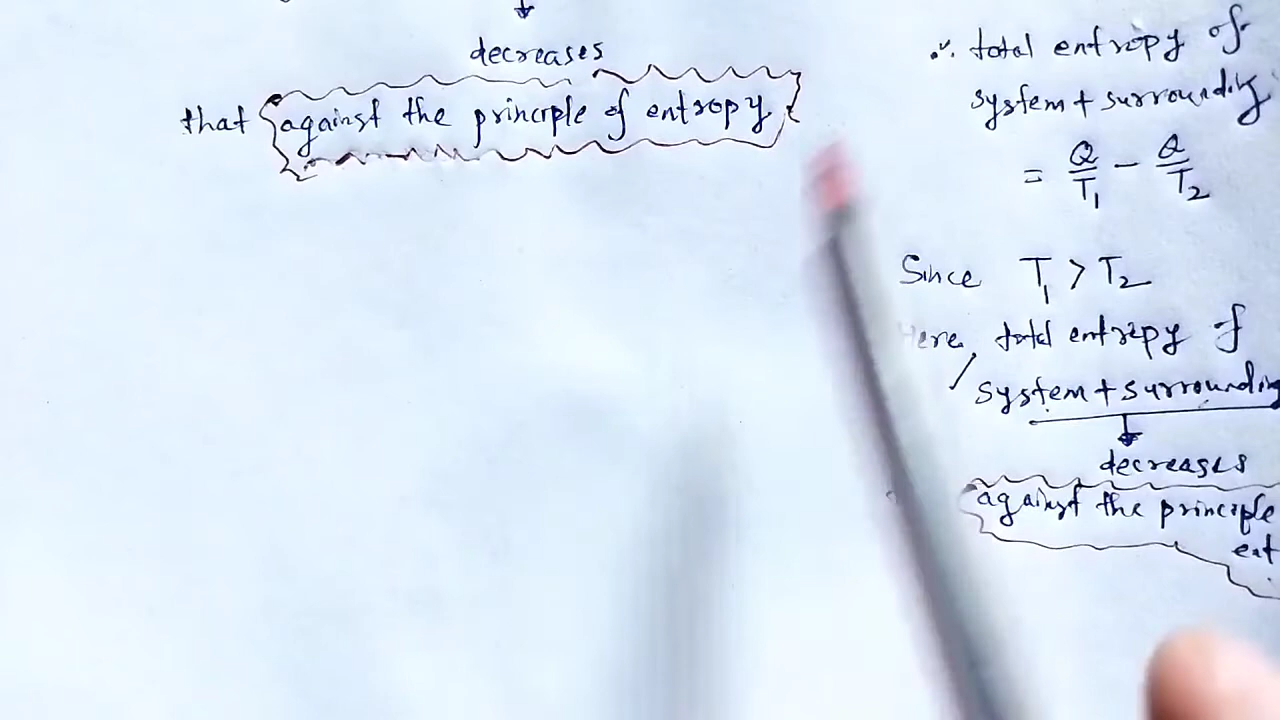 decreases
that against the principle of entropy
∴ total entropy of
system + surrounding
= Q/T₁ - Q/T₂
Since T₁ > T₂
Here, total entropy of
system + surrounding
decreases
against the principle